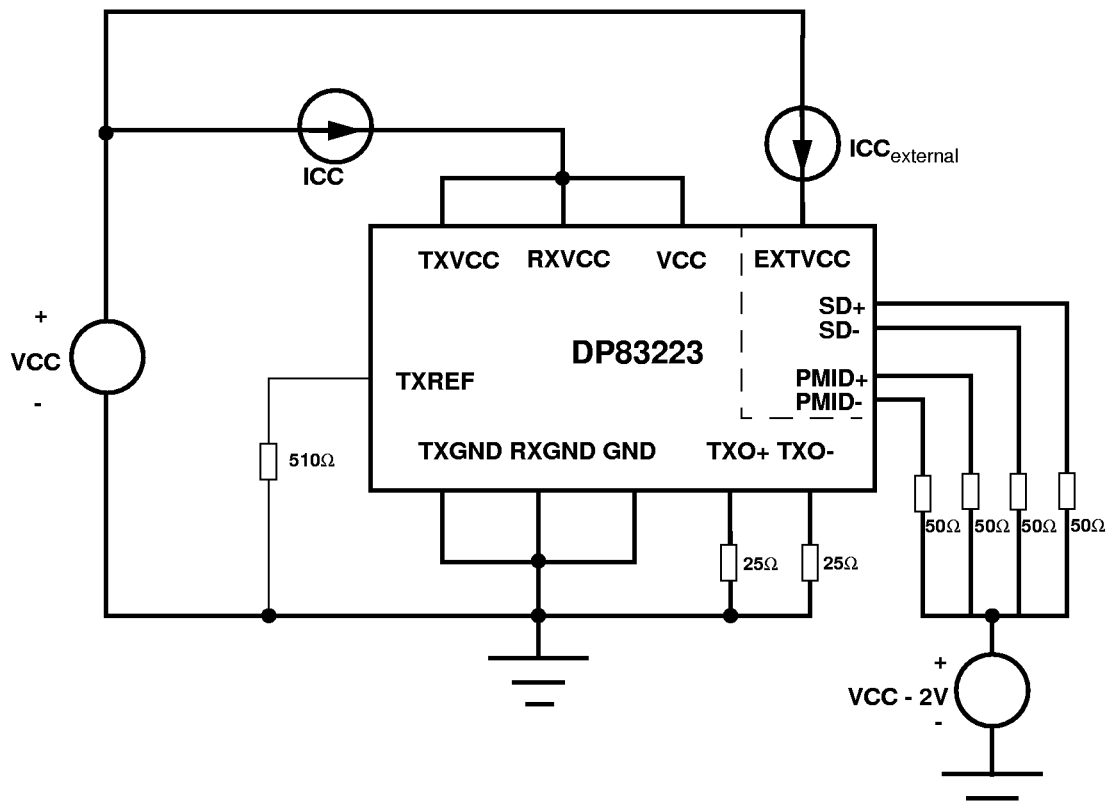 ICC
ICCexternal
TXVCC RXVCC VCC EXTVCC
SD+
SD-
+
VCC
-
DP83223
TXREF
PMID+
PMID-
TXGND RXGND GND TXO+ TXO-
510Ω
50Ω 50Ω 50Ω 50Ω
25Ω 25Ω
+
VCC - 2V
-